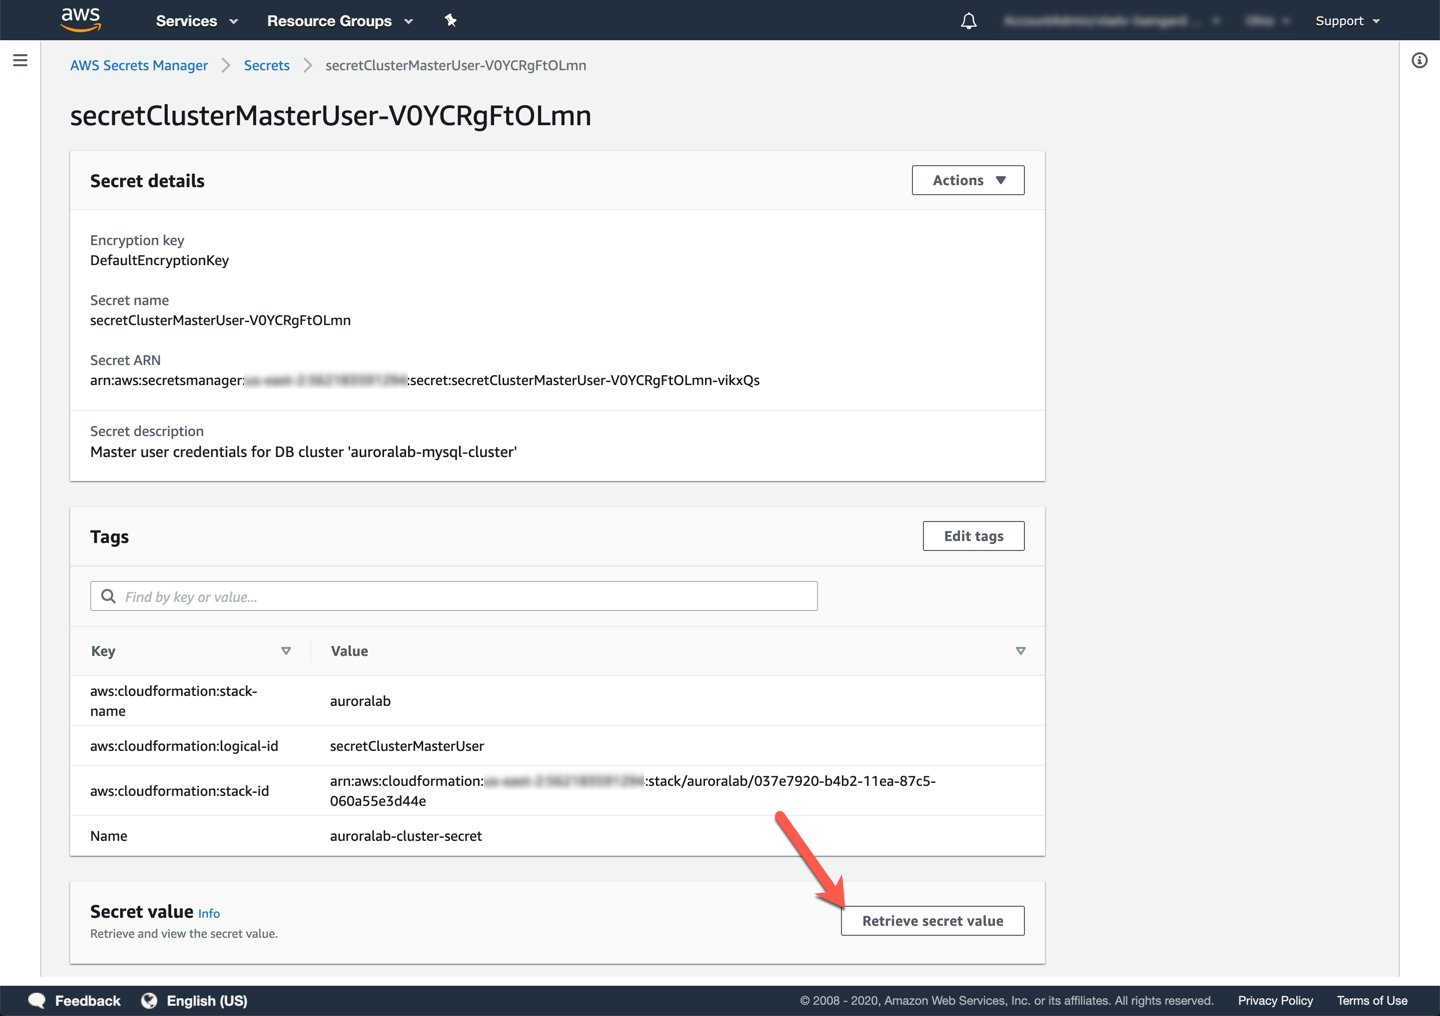 aws Services Resource Groups Support
AWS Secrets Manager Secrets secretClusterMasterUser-V0YCRgFtOLmn
secretClusterMasterUser-V0YCRgFtOLmn
Secret details Actions
Encryption key
DefaultEncryptionKey
Secret name
secretClusterMasterUser-V0YCRgFtOLmn
Secret ARN
arn:aws:secretsmanager: :secret:secretClusterMasterUser-V0YCRgFtOLmn-vikxQs
Secret description
Master user credentials for DB cluster 'auroralab-mysql-cluster'
Tags Edit tags
Find by key or value...
Key Value
aws:cloudformation:stack-
name
auroralab
aws:cloudformation:logical-id secretClusterMasterUser
aws:cloudformation:stack-id
arn:aws:cloudformation: :stack/auroralab/037e7920-b4b2-11ea-87c5-
060a55e3d44e
Name auroralab-cluster-secret
Secret value Info
Retrieve and view the secret value.
Retrieve secret value
Feedback English (US) © 2008 - 2020, Amazon Web Services, Inc. or its affiliates. All rights reserved. Privacy Policy Terms of Use